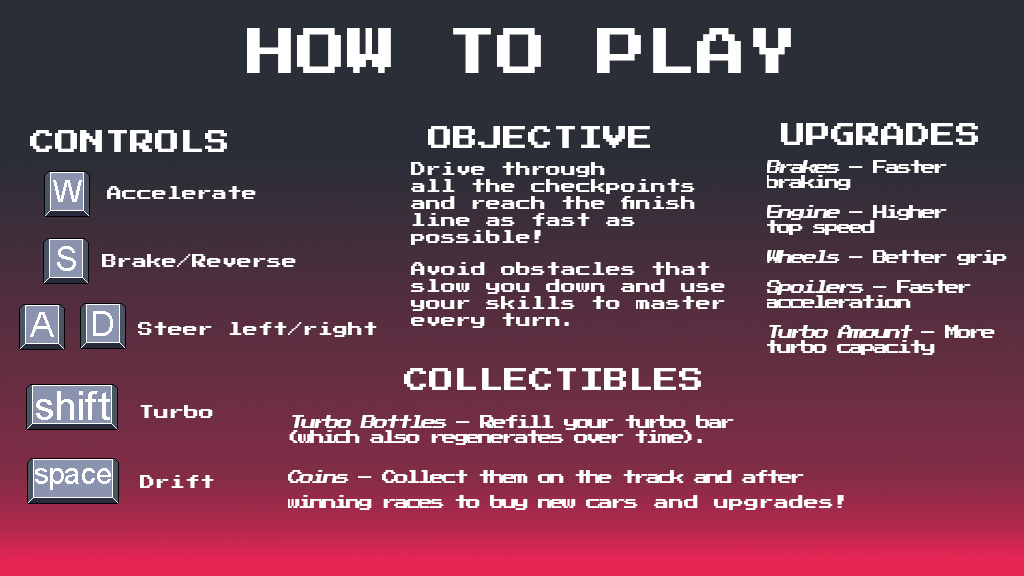 HOW TO PLAY
CONTROLS
W Accelerate
S Brake/Reverse
A D Steer left/right
shift Turbo
space Drift
OBJECTIVE
Drive through
all the checkpoints
and reach the finish
line as fast as
possible!
Avoid obstacles that
slow you down and use
your skills to master
every turn.
UPGRADES
Brakes – Faster
braking
Engine – Higher
top speed
Wheels – Better grip
Spoilers – Faster
acceleration
Turbo Amount – More
turbo capacity
COLLECTIBLES
Turbo Bottles – Refill your turbo bar
(which also regenerates over time).
Coins – Collect them on the track and after
winning races to buy new cars and upgrades!